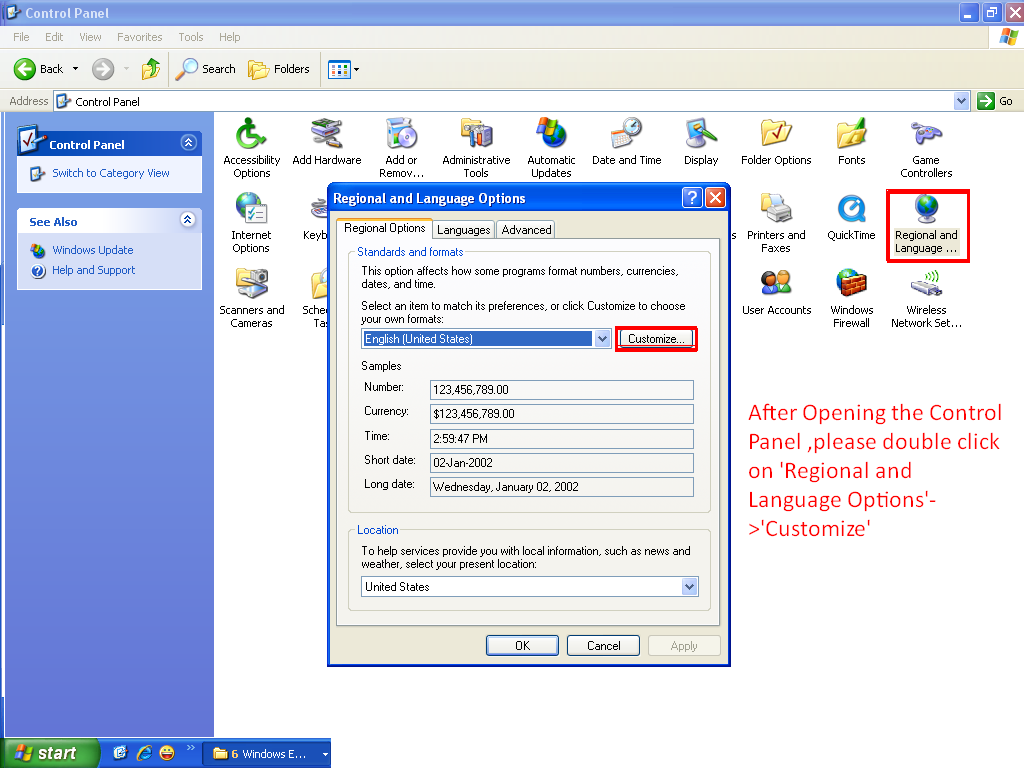 Control Panel
File Edit View Favorites Tools Help
Back Search Folders
Address Control Panel Go
Control Panel
Switch to Category View
See Also
Windows Update
Help and Support
Accessibility
Options
Add Hardware
Add or
Remov...
Administrative
Tools
Automatic
Updates
Date and Time
Display
Folder Options
Fonts
Game
Controllers
Internet
Options
Keyb
Printers and
Faxes
QuickTime
Regional and
Language ...
Scanners and
Cameras
Sche
Tas
User Accounts
Windows
Firewall
Wireless
Network Set...
Regional and Language Options
Regional Options Languages Advanced
Standards and formats
This option affects how some programs format numbers, currencies,
dates, and time.
Select an item to match its preferences, or click Customize to choose
your own formats:
English (United States) Customize...
Samples
Number: 123,456,789.00
Currency: $123,456,789.00
Time: 2:59:47 PM
Short date: 02-Jan-2002
Long date: Wednesday, January 02, 2002
Location
To help services provide you with local information, such as news and
weather, select your present location:
United States
OK Cancel Apply
After Opening the Control
Panel ,please double click
on 'Regional and
Language Options'-
>'Customize'
start 6 Windows E...